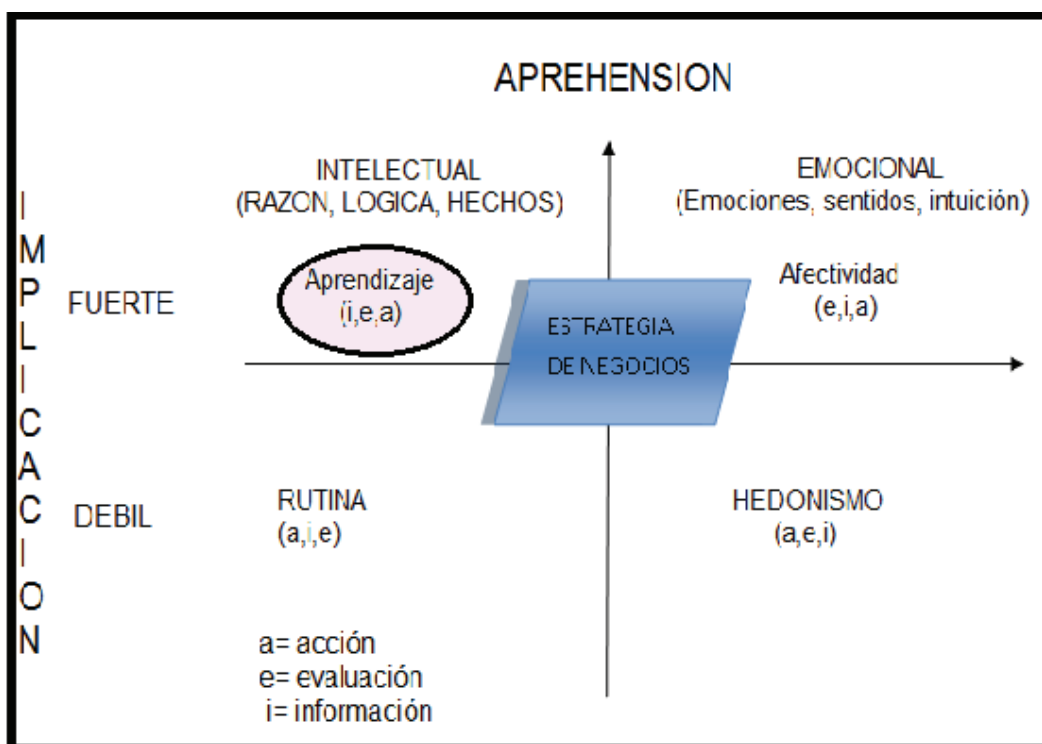 APREHENSION
INTELECTUAL
(RAZON, LOGICA, HECHOS)
EMOCIONAL
(Emociones, sentidos, intuición)
IMPLICACION
FUERTE
Aprendizaje
(i,e,a)
Afectividad
(e,i,a)
ESTRATEGIA
DE NEGOCIOS
DEBIL
RUTINA
(a,i,e)
HEDONISMO
(a,e,i)
a= acción
e= evaluación
i= información